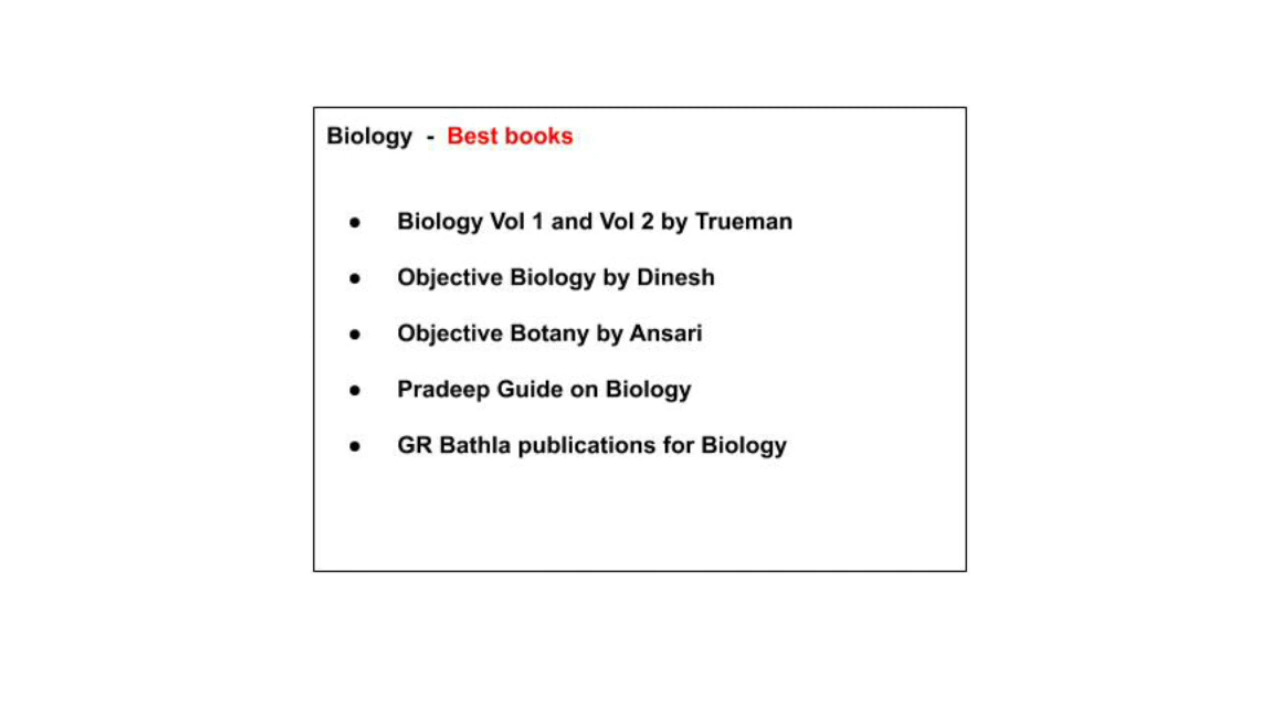 Biology - Best books
● Biology Vol 1 and Vol 2 by Trueman
● Objective Biology by Dinesh
● Objective Botany by Ansari
● Pradeep Guide on Biology
● GR Bathla publications for Biology